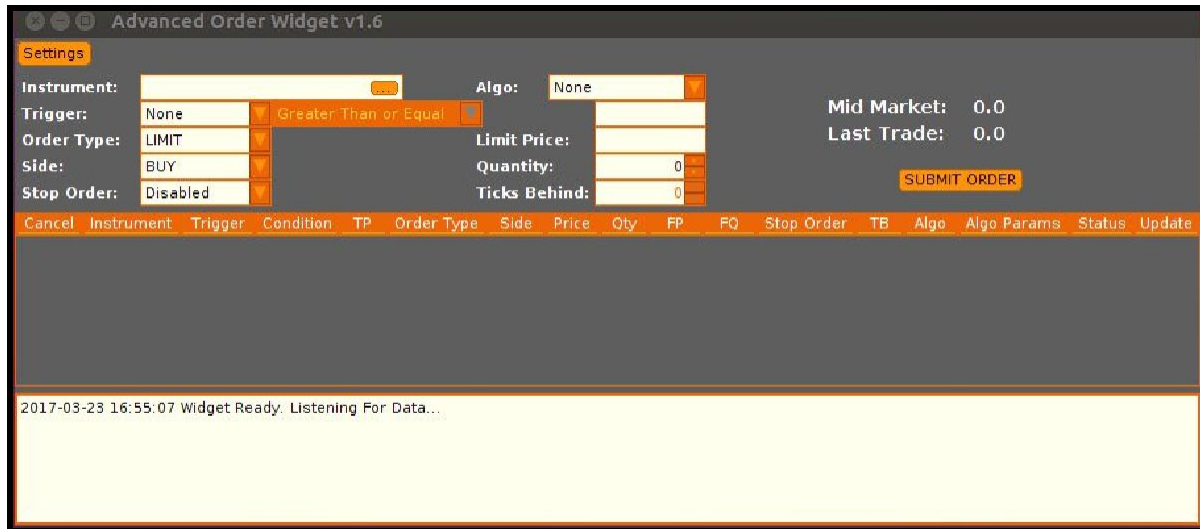 Advanced Order Widget v1.6
Settings
Instrument: ... Algo: None
Trigger: None Greater Than or Equal Mid Market: 0.0
Order Type: LIMIT Limit Price: Last Trade: 0.0
Side: BUY Quantity: 0
SUBMIT ORDER
Stop Order: Disabled Ticks Behind: 0
Cancel Instrument Trigger Condition TP Order Type Side Price Qty FP FQ Stop Order TB Algo Algo Params Status Update
2017-03-23 16:55:07 Widget Ready. Listening For Data...